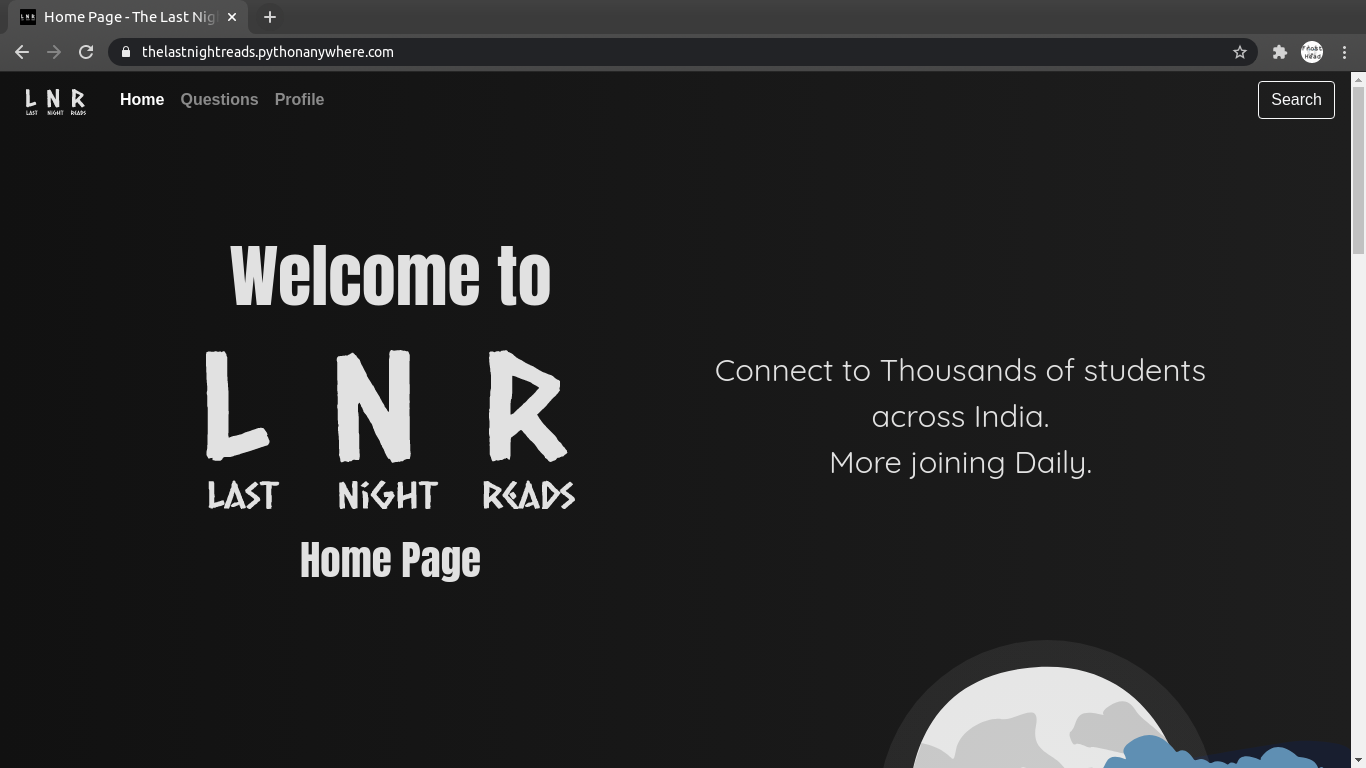 Home Page - The Last Nig
thelastnightreads.pythonanywhere.com
L N R
LAST NiGHT READS
Home Questions Profile
Search
Welcome to
L N R
LAST NiGHT READS
Home Page
Connect to Thousands of students
across India.
More joining Daily.